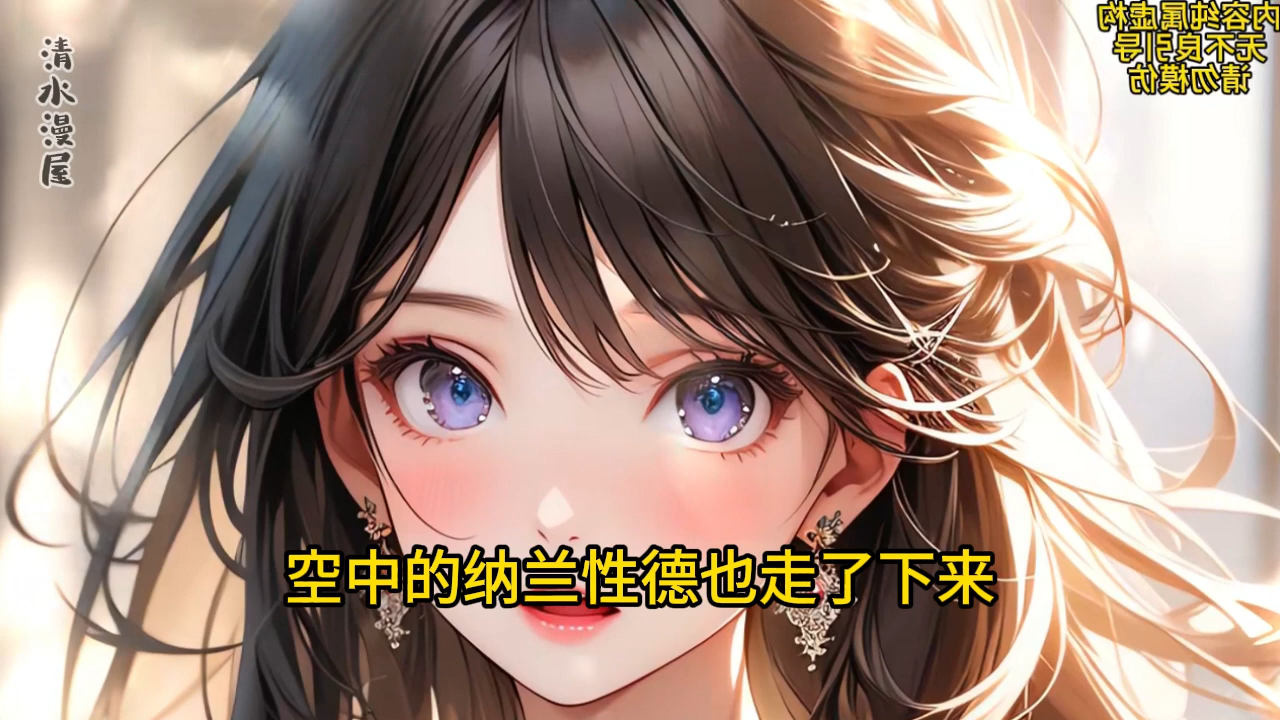 清水漫屋
内容纯属虚构
无不良引导
请勿模仿
空中的纳兰性德也走了下来